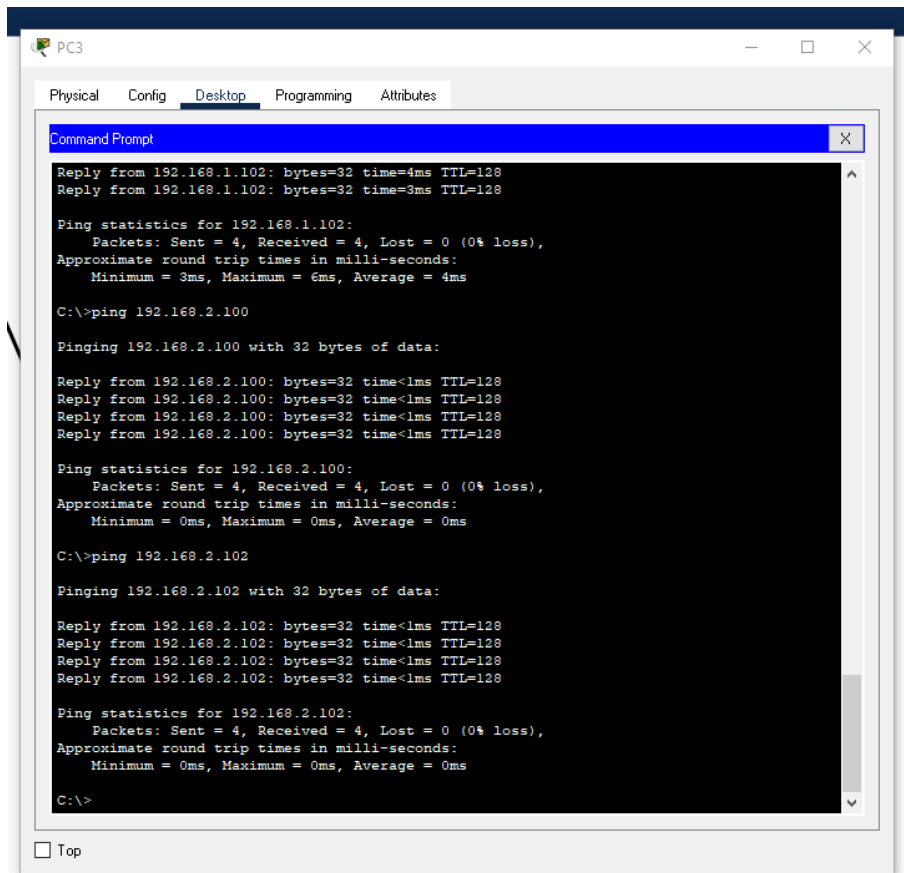 PC3
Physical Config Desktop Programming Attributes
Command Prompt
X
Reply from 192.168.1.102: bytes=32 time=4ms TTL=128
Reply from 192.168.1.102: bytes=32 time=3ms TTL=128
Ping statistics for 192.168.1.102:
Packets: Sent = 4, Received = 4, Lost = 0 (0% loss),
Approximate round trip times in milli-seconds:
Minimum = 3ms, Maximum = 6ms, Average = 4ms
C:\>ping 192.168.2.100
Pinging 192.168.2.100 with 32 bytes of data:
Reply from 192.168.2.100: bytes=32 time<1ms TTL=128
Reply from 192.168.2.100: bytes=32 time<1ms TTL=128
Reply from 192.168.2.100: bytes=32 time<1ms TTL=128
Reply from 192.168.2.100: bytes=32 time<1ms TTL=128
Ping statistics for 192.168.2.100:
Packets: Sent = 4, Received = 4, Lost = 0 (0% loss),
Approximate round trip times in milli-seconds:
Minimum = 0ms, Maximum = 0ms, Average = 0ms
C:\>ping 192.168.2.102
Pinging 192.168.2.102 with 32 bytes of data:
Reply from 192.168.2.102: bytes=32 time<1ms TTL=128
Reply from 192.168.2.102: bytes=32 time<1ms TTL=128
Reply from 192.168.2.102: bytes=32 time<1ms TTL=128
Reply from 192.168.2.102: bytes=32 time<1ms TTL=128
Ping statistics for 192.168.2.102:
Packets: Sent = 4, Received = 4, Lost = 0 (0% loss),
Approximate round trip times in milli-seconds:
Minimum = 0ms, Maximum = 0ms, Average = 0ms
C:\>
Top